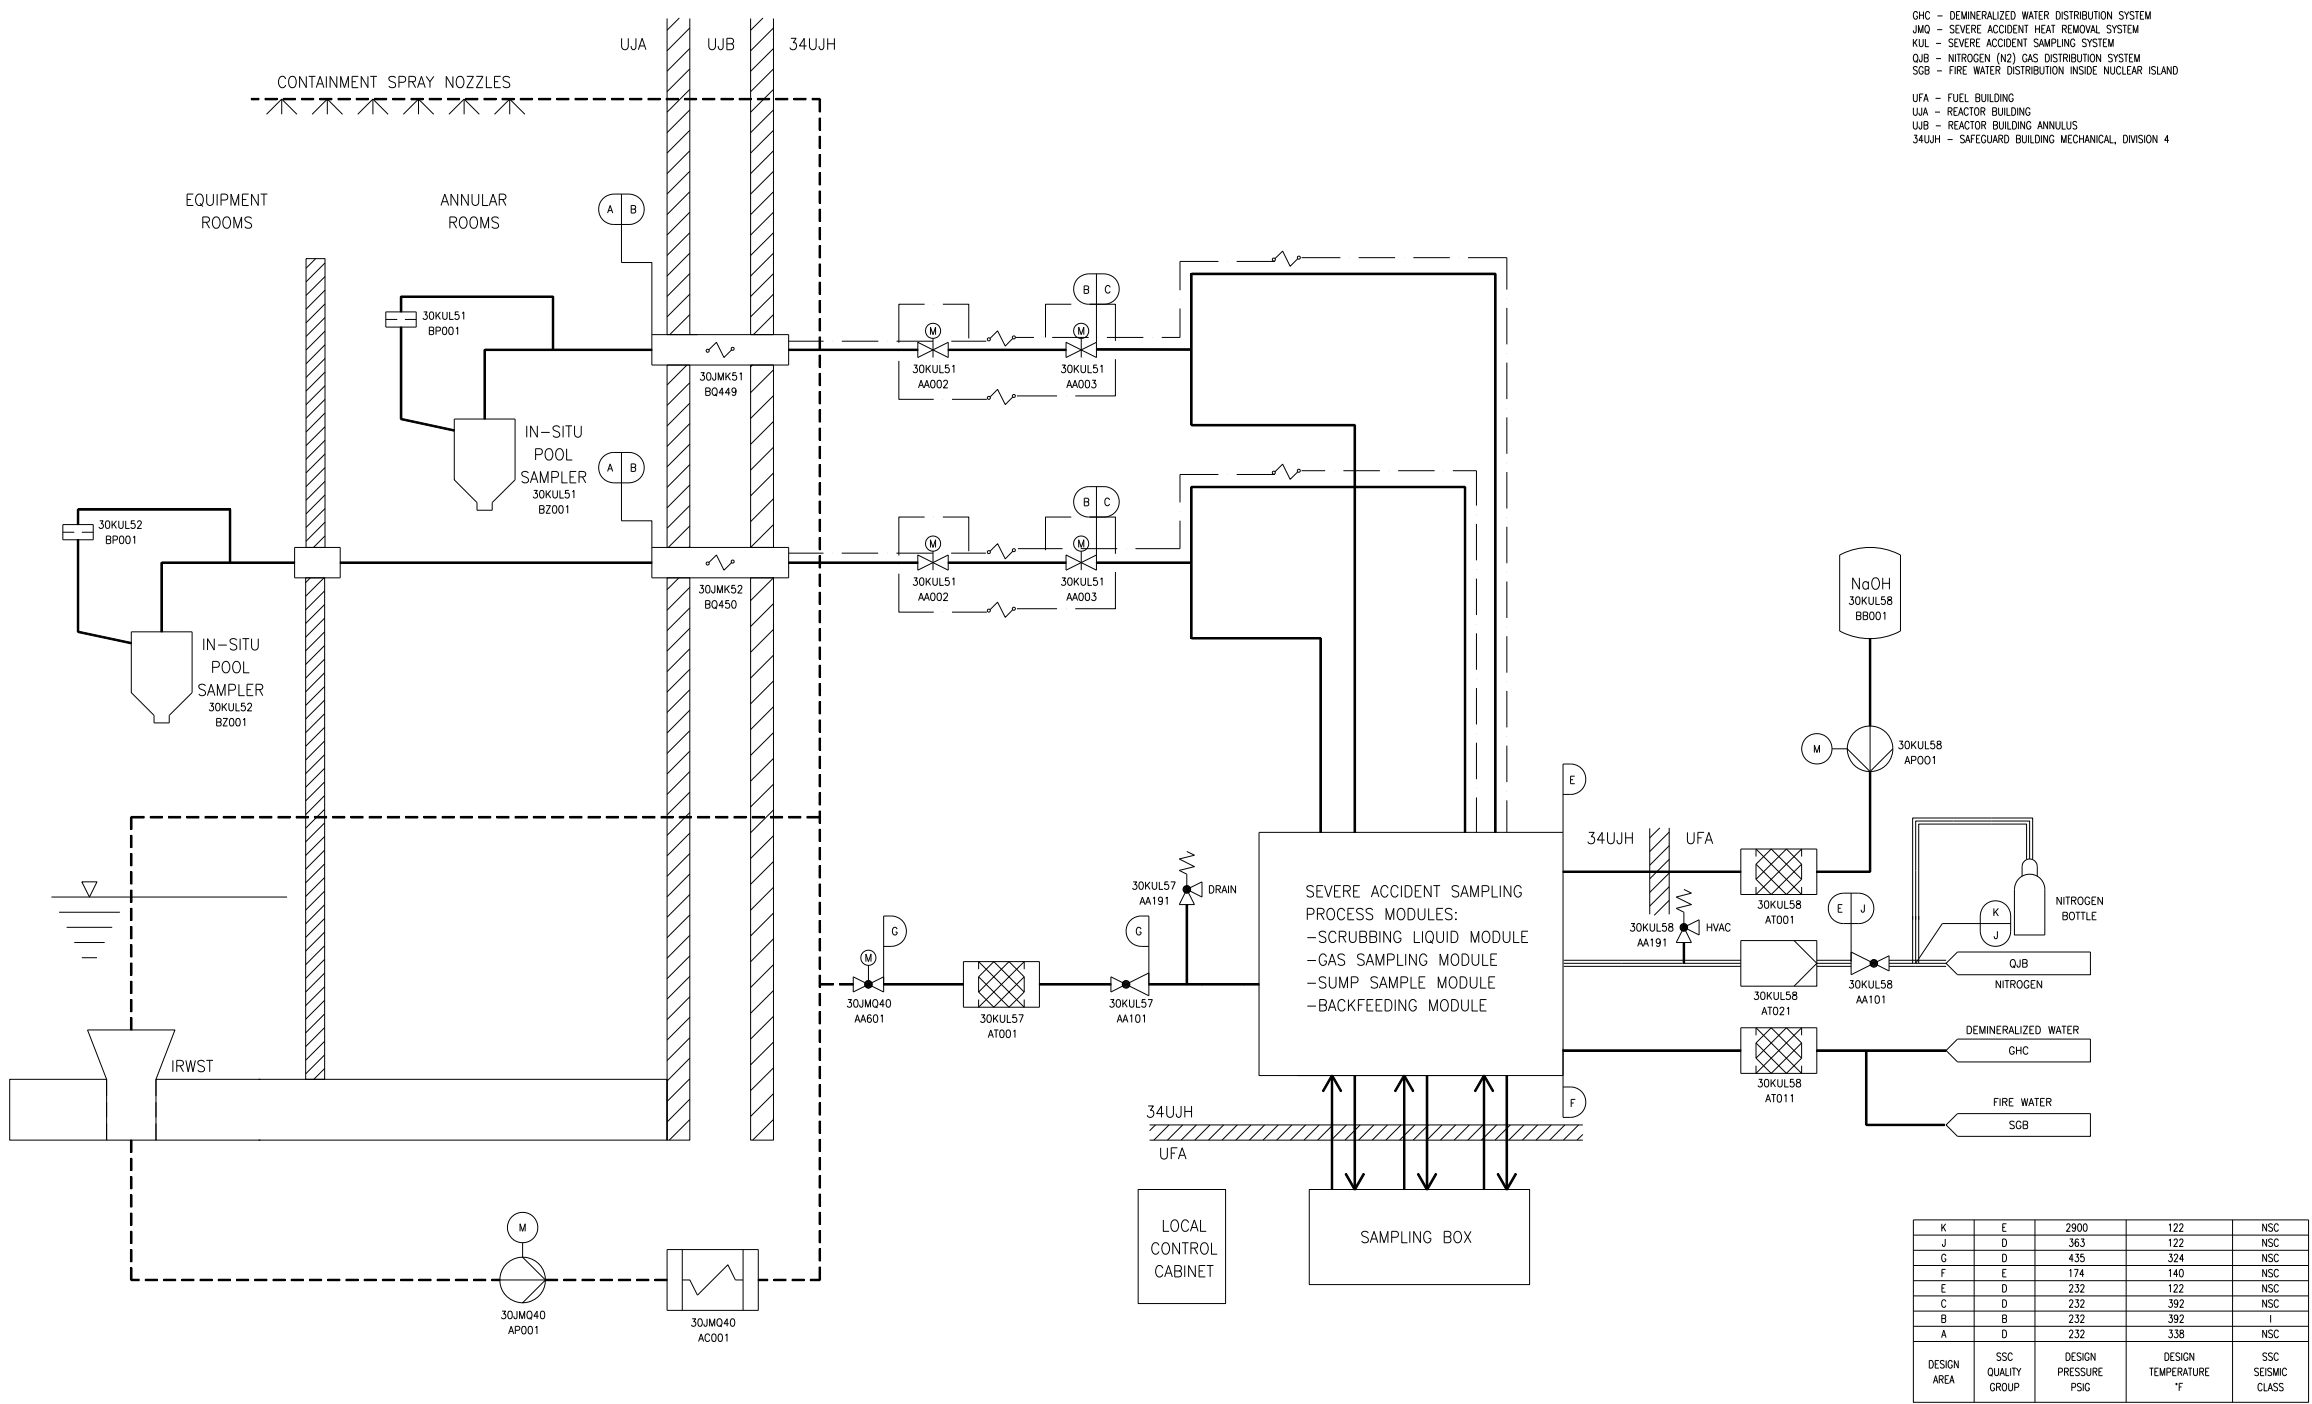 GHC – DEMINERALIZED WATER DISTRIBUTION SYSTEM
JMQ – SEVERE ACCIDENT HEAT REMOVAL SYSTEM
KUL – SEVERE ACCIDENT SAMPLING SYSTEM
QJB – NITROGEN (N2) GAS DISTRIBUTION SYSTEM
SGB – FIRE WATER DISTRIBUTION INSIDE NUCLEAR ISLAND
UFA – FUEL BUILDING
UJA – REACTOR BUILDING
UJB – REACTOR BUILDING ANNULUS
34UJH – SAFEGUARD BUILDING MECHANICAL, DIVISION 4
UJA
UJB
34UJH
CONTAINMENT SPRAY NOZZLES
EQUIPMENT
ROOMS
ANNULAR
ROOMS
A B
30KUL51
BP001
30JMK51
BQ449
M
30KUL51
AA002
B C
M
30KUL51
AA003
IN-SITU
POOL
SAMPLER
30KUL51
BZ001
A B
30KUL52
BP001
30JMK52
BQ450
M
30KUL51
AA002
B C
M
30KUL51
AA003
IN-SITU
POOL
SAMPLER
30KUL52
BZ001
NaOH
30KUL58
BB001
M
30KUL58
AP001
E
34UJH
UFA
30KUL58
AT001
30KUL57
AA191
DRAIN
SEVERE ACCIDENT SAMPLING
PROCESS MODULES:
-SCRUBBING LIQUID MODULE
-GAS SAMPLING MODULE
-SUMP SAMPLE MODULE
-BACKFEEDING MODULE
30KUL58
AA191
HVAC
E J
K
J
NITROGEN
BOTTLE
QJB
NITROGEN
30KUL58
AT021
30KUL58
AA101
G
M
30JMQ40
AA601
30KUL57
AT001
G
30KUL57
AA101
DEMINERALIZED WATER
GHC
30KUL58
AT011
FIRE WATER
SGB
F
IRWST
34UJH
UFA
LOCAL
CONTROL
CABINET
SAMPLING BOX
M
30JMQ40
AP001
30JMQ40
AC001
K E 2900 122 NSC
J D 363 122 NSC
G D 435 324 NSC
F E 174 140 NSC
E D 232 122 NSC
C D 232 392 NSC
B B 232 392 I
A D 232 338 NSC
DESIGN
AREA
SSC
QUALITY
GROUP
DESIGN
PRESSURE
PSIG
DESIGN
TEMPERATURE
°F
SSC
SEISMIC
CLASS